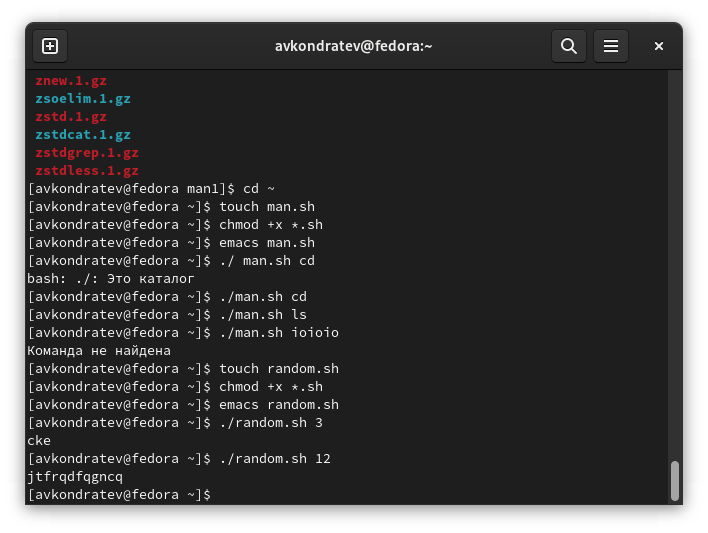 avkondratev@fedora:~
znew.1.gz
zsoelim.1.gz
zstd.1.gz
zstdcat.1.gz
zstdgrep.1.gz
zstdless.1.gz
[avkondratev@fedora man1]$ cd ~
[avkondratev@fedora ~]$ touch man.sh
[avkondratev@fedora ~]$ chmod +x *.sh
[avkondratev@fedora ~]$ emacs man.sh
[avkondratev@fedora ~]$ ./ man.sh cd
bash: ./: Это каталог
[avkondratev@fedora ~]$ ./man.sh cd
[avkondratev@fedora ~]$ ./man.sh ls
[avkondratev@fedora ~]$ ./man.sh ioioio
Команда не найдена
[avkondratev@fedora ~]$ touch random.sh
[avkondratev@fedora ~]$ chmod +x *.sh
[avkondratev@fedora ~]$ emacs random.sh
[avkondratev@fedora ~]$ ./random.sh 3
cke
[avkondratev@fedora ~]$ ./random.sh 12
jtfrqdfqgncq
[avkondratev@fedora ~]$